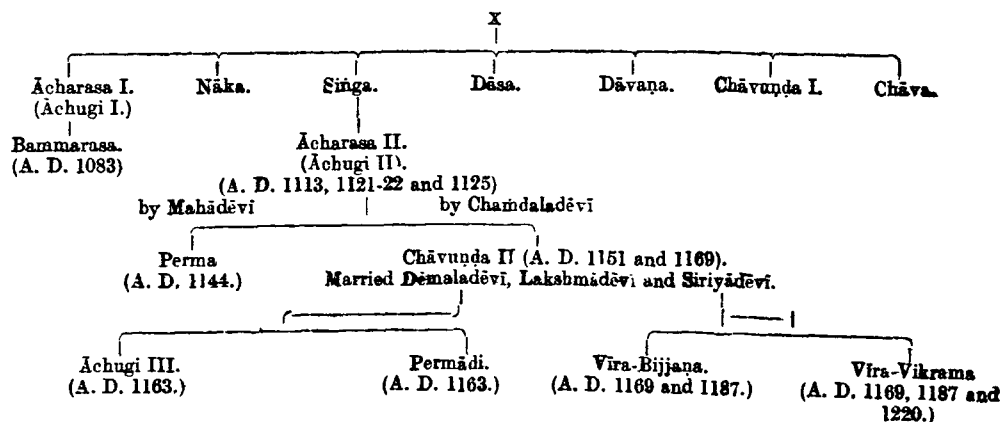 X
Ācharasa I. Nāka. Siṅga. Dāsa. Dāvaṇa. Chāvuṇḍa I. Chāva.
(Āchugi I.)
Bammarasa. Ācharasa II.
(A. D. 1083) (Āchugi II).
(A. D. 1113, 1121-22 and 1125)
by Mahādēvī by Chaṁdaladēvī
Perma Chāvuṇḍa II (A. D. 1151 and 1169).
(A. D. 1144.) Married Dēmaladēvī, Lakshmādēvī and Siriyādēvī.
Āchugi III. Permādi. Vīra-Bijjaṇa. Vīra-Vikrama
(A. D. 1163.) (A. D. 1163.) (A. D. 1169 and 1187.) (A. D. 1169, 1187 and
1220.)